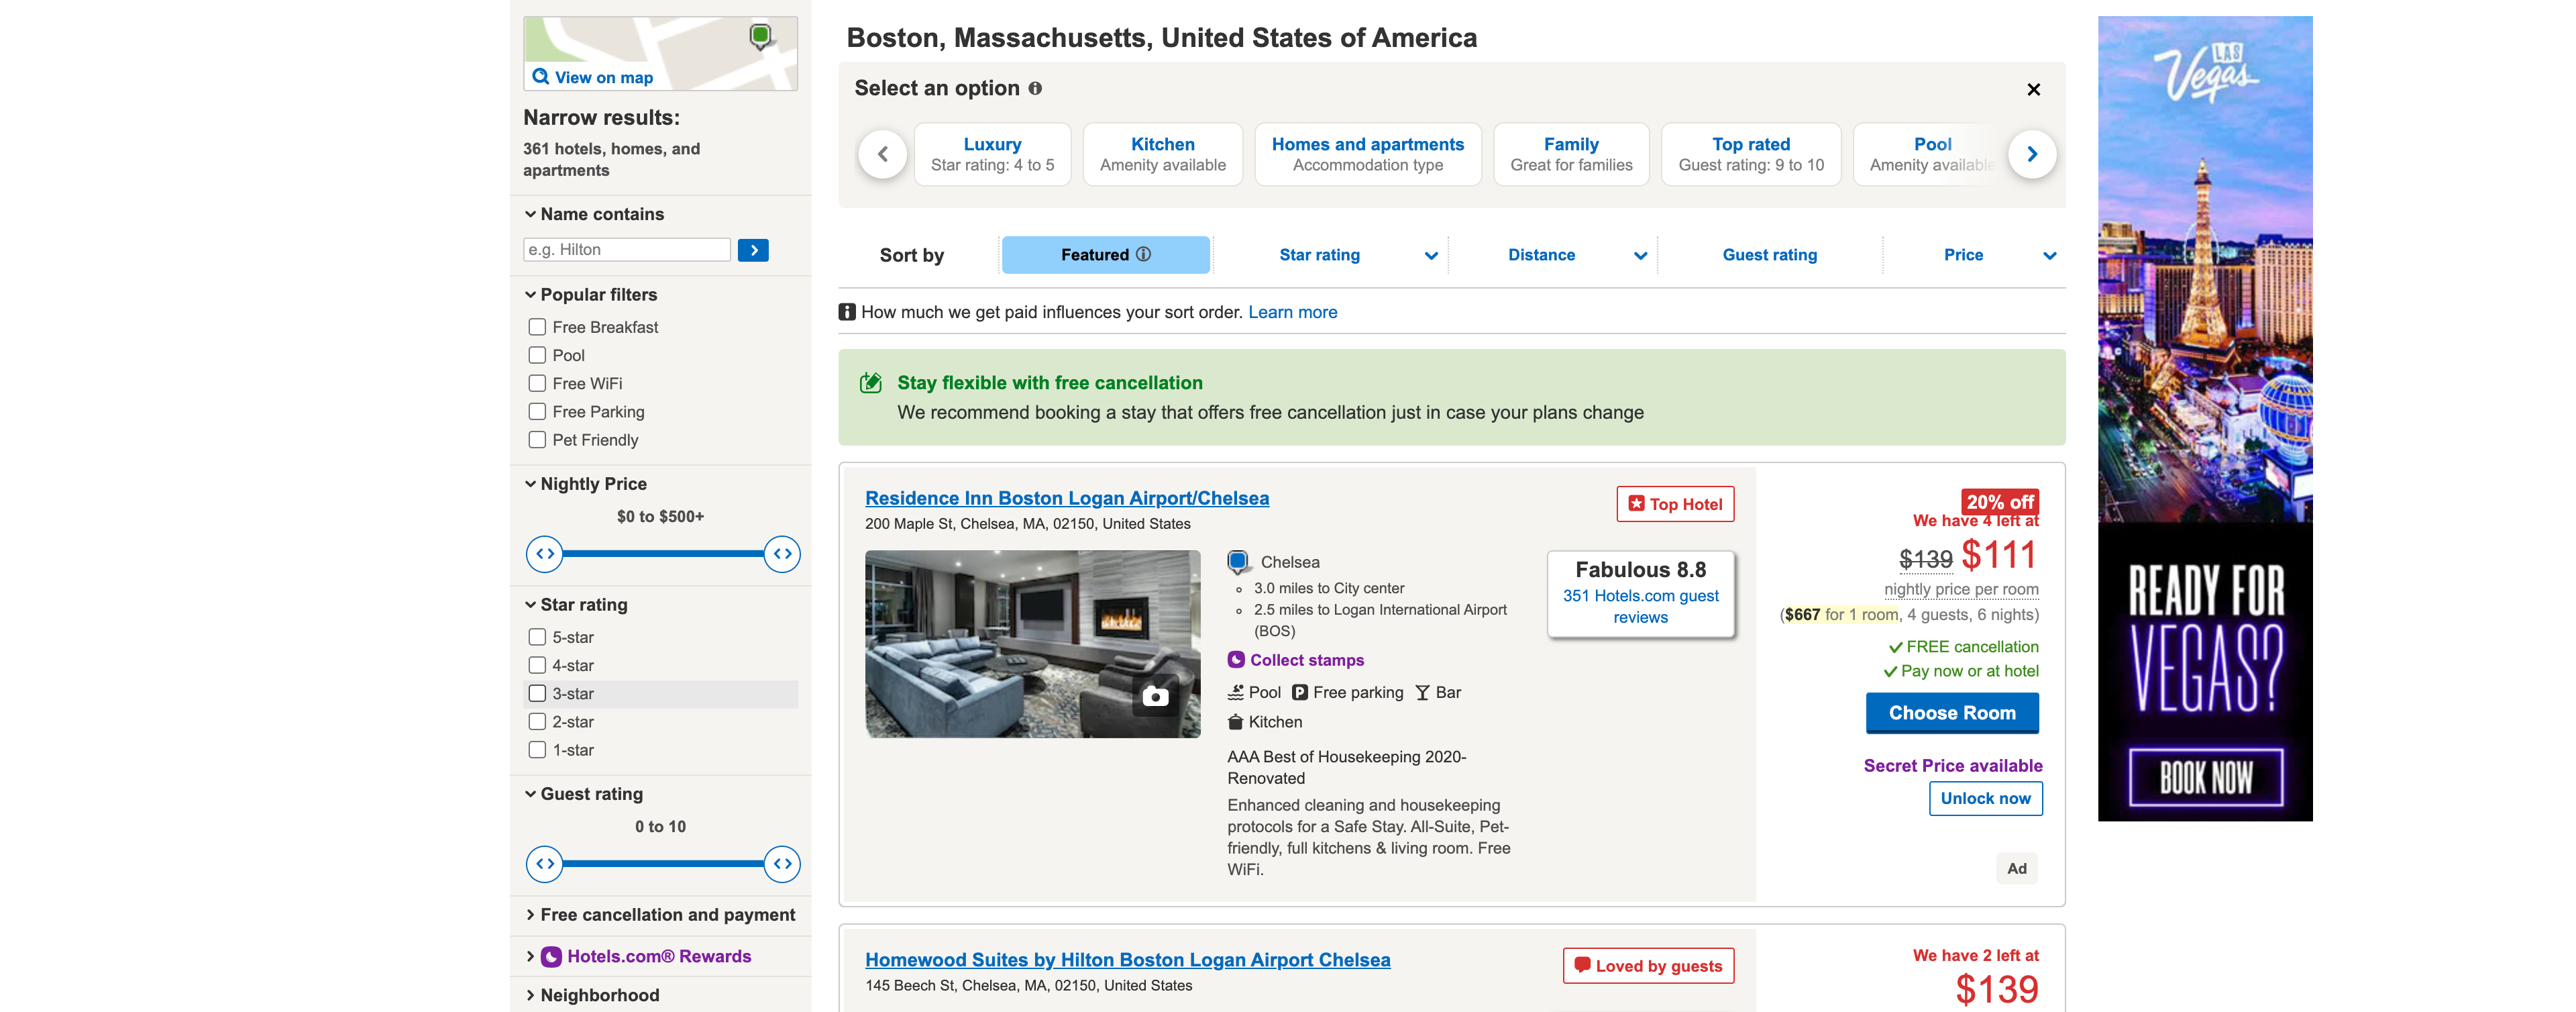 View on map
Narrow results:
361 hotels, homes, and
apartments
Name contains
e.g. Hilton
Popular filters
Free Breakfast
Pool
Free WiFi
Free Parking
Pet Friendly
Nightly Price
$0 to $500+
Star rating
5-star
4-star
3-star
2-star
1-star
Guest rating
0 to 10
Free cancellation and payment
Hotels.com® Rewards
Neighborhood
Boston, Massachusetts, United States of America
Select an option
Luxury
Star rating: 4 to 5
Kitchen
Amenity available
Homes and apartments
Accommodation type
Family
Great for families
Top rated
Guest rating: 9 to 10
Pool
Amenity available
Sort by
Featured
Star rating
Distance
Guest rating
Price
How much we get paid influences your sort order. Learn more
Stay flexible with free cancellation
We recommend booking a stay that offers free cancellation just in case your plans change
Residence Inn Boston Logan Airport/Chelsea
200 Maple St, Chelsea, MA, 02150, United States
Top Hotel
Chelsea
3.0 miles to City center
2.5 miles to Logan International Airport
(BOS)
Collect stamps
Pool P Free parking Bar
Kitchen
AAA Best of Housekeeping 2020-
Renovated
Enhanced cleaning and housekeeping
protocols for a Safe Stay. All-Suite, Pet-
friendly, full kitchens & living room. Free
WiFi.
Fabulous 8.8
351 Hotels.com guest
reviews
20% off
We have 4 left at
$139 $111
nightly price per room
($667 for 1 room, 4 guests, 6 nights)
FREE cancellation
Pay now or at hotel
Choose Room
Secret Price available
Unlock now
Ad
Homewood Suites by Hilton Boston Logan Airport Chelsea
145 Beech St, Chelsea, MA, 02150, United States
Loved by guests
We have 2 left at
$139
LAS
Vegas
READY FOR
VEGAS?
BOOK NOW